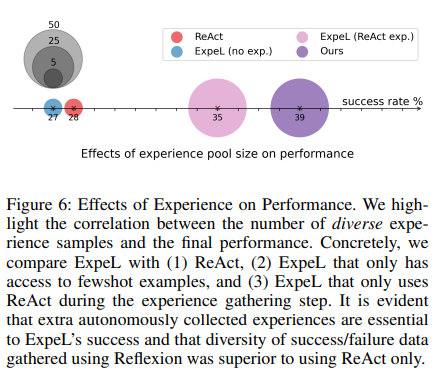 50
25
5
ReAct
ExpeL (no exp.)
ExpeL (ReAct exp.)
Ours
success rate %
27 28 35 39
Effects of experience pool size on performance
Figure 6: Effects of Experience on Performance. We high-
light the correlation between the number of diverse expe-
rience samples and the final performance. Concretely, we
compare ExpeL with (1) ReAct, (2) ExpeL that only has
access to fewshot examples, and (3) ExpeL that only uses
ReAct during the experience gathering step. It is evident
that extra autonomously collected experiences are essential
to ExpeL's success and that diversity of success/failure data
gathered using Reflexion was superior to using ReAct only.